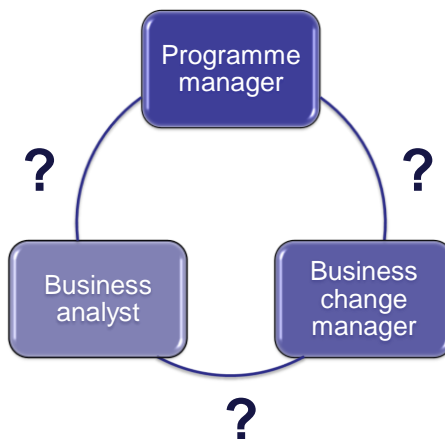 Programme
manager
?
?
Business
analyst
Business
change
manager
?